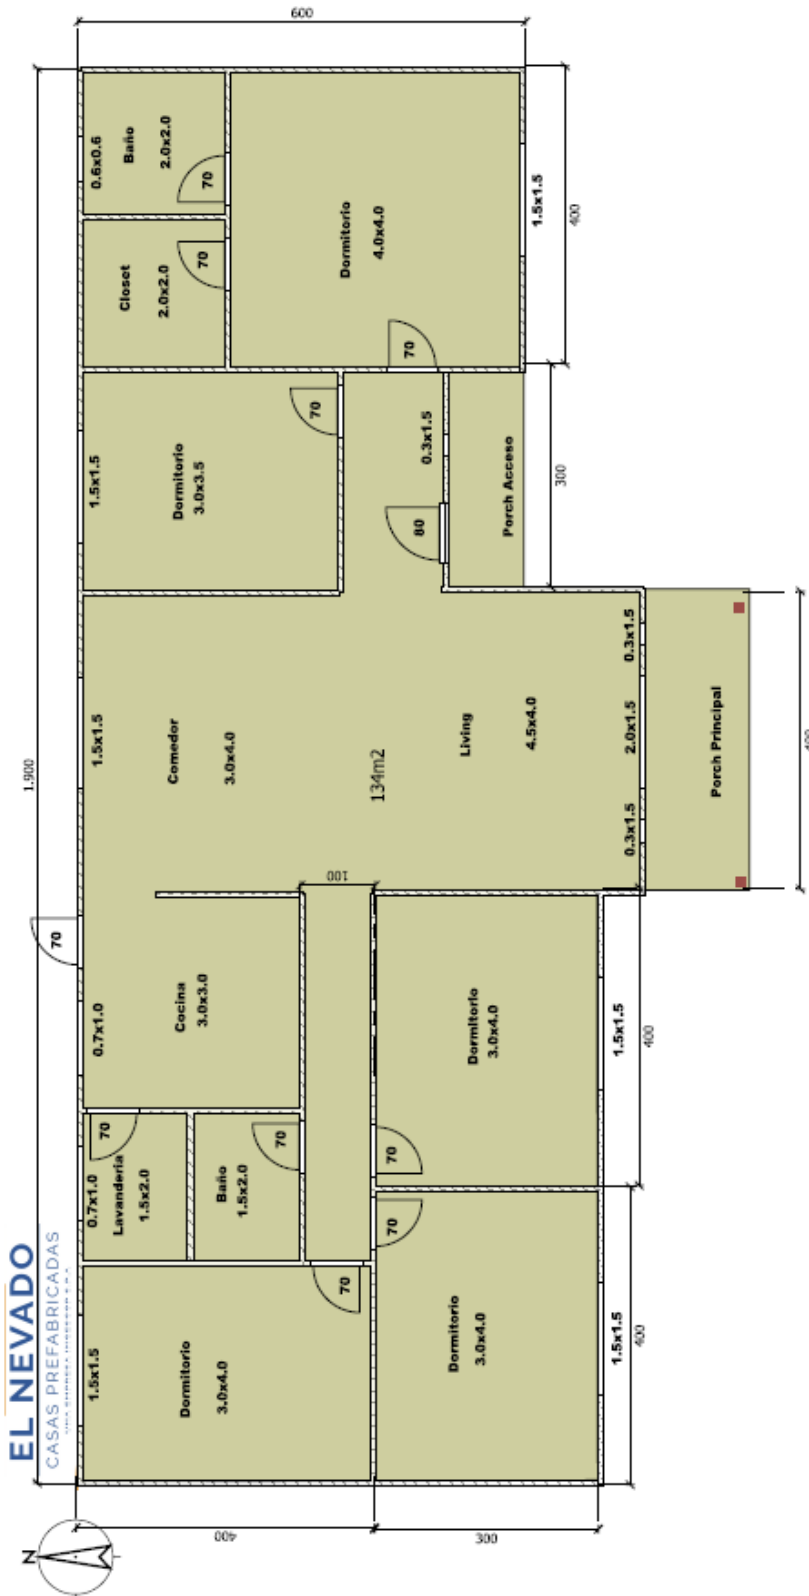 EL NEVADO
CASAS PREFABRICADAS
N
1.900
400
300
1.5x1.5
Dormitorio
3.0x4.0
70
0.7x1.0
70
Lavanderia
1.5x2.0
Baño
1.5x2.0
70
70
0.7x1.0
Cocina
3.0x3.0
100
1.5x1.5
Comedor
3.0x4.0
134m2
Living
4.5x4.0
0.3x1.5
2.0x1.5
0.3x1.5
Porch Principal
400
1.5x1.5
Dormitorio
3.0x3.5
70
80
0.3x1.5
Porch Acceso
300
Closet
2.0x2.0
70
0.6x0.6
Baño
2.0x2.0
70
Dormitorio
4.0x4.0
70
1.5x1.5
400
600
70
Dormitorio
3.0x4.0
1.5x1.5
400
70
Dormitorio
3.0x4.0
1.5x1.5
400